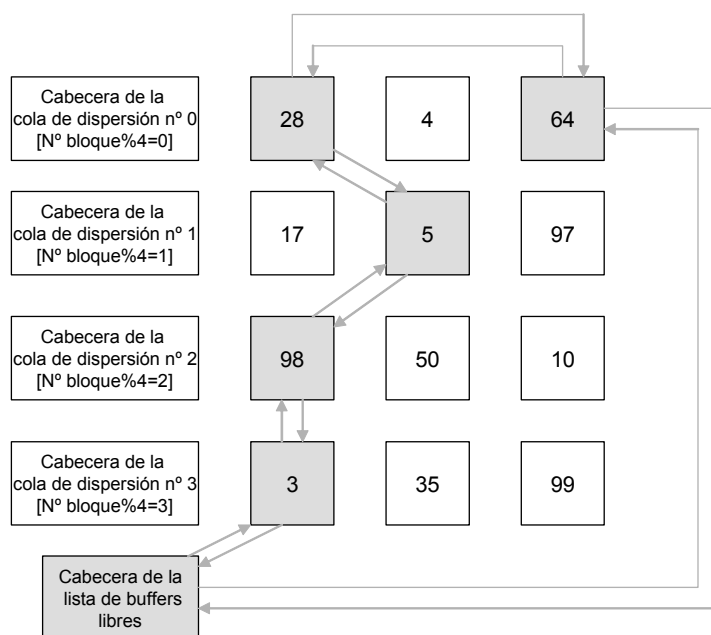 Cabecera de la
cola de dispersión nº 0
[Nº bloque%4=0]
28
4
64
Cabecera de la
cola de dispersión nº 1
[Nº bloque%4=1]
17
5
97
Cabecera de la
cola de dispersión nº 2
[Nº bloque%4=2]
98
50
10
Cabecera de la
cola de dispersión nº 3
[Nº bloque%4=3]
3
35
99
Cabecera de la
lista de buffers
libres